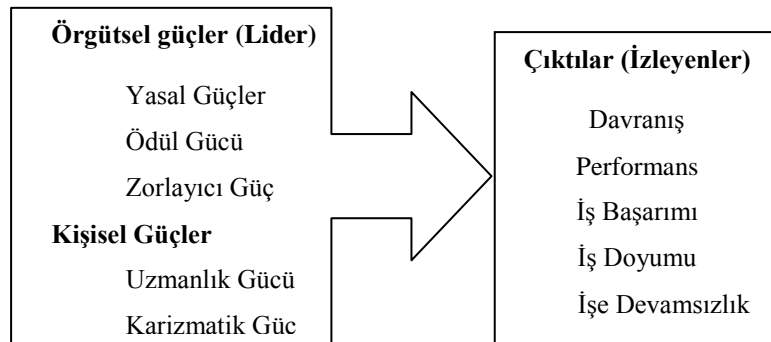 Örgütsel güçler (Lider)
Yasal Güçler
Ödül Gücü
Zorlayıcı Güç
Kişisel Güçler
Uzmanlık Gücü
Karizmatik Güc
Çıktılar (İzleyenler)
Davranış
Performans
İş Başarımı
İş Doyumu
İşe Devamsızlık